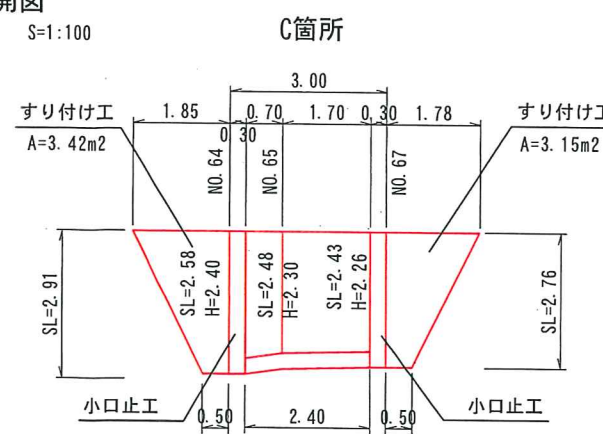 開図
S=1:100
C箇所
3.00
1.85
0.30
0.70
1.70
0.30
1.78
すり付け工
A=3.42m2
すり付け工
A=3.15m2
NO.64
NO.65
NO.67
SL=2.91
SL=2.58
H=2.40
SL=2.48
H=2.30
SL=2.43
H=2.26
SL=2.76
小口止工
小口止工
0.50
2.40
0.50